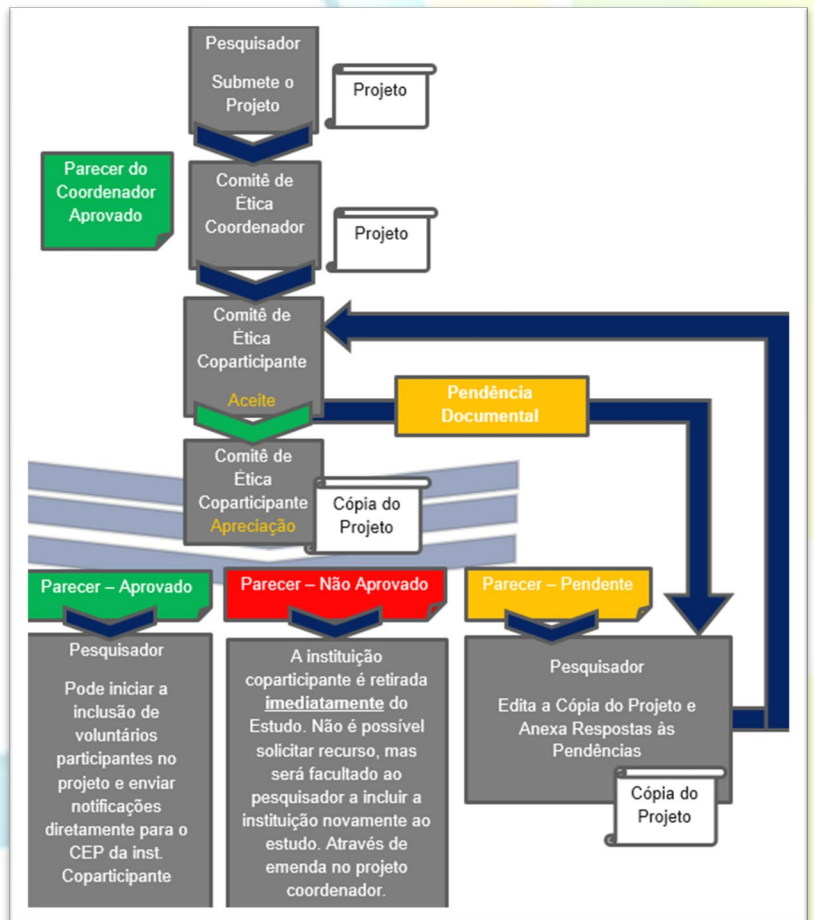 Pesquisador
Submete o
Projeto
Projeto
Parecer do
Coordenador
Aprovado
Comitê de
Ética
Coordenador
Projeto
Comitê de
Ética
Coparticipante
Aceite
Pendência
Documental
Comitê de
Ética
Coparticipante
Apreciação
Cópia do
Projeto
Parecer – Aprovado
Pesquisador
Pode iniciar a
inclusão de
voluntários
participantes no
projeto e enviar
notificações
diretamente para o
CEP da inst.
Coparticipante
Parecer – Não Aprovado
A instituição
coparticipante é retirada
imediatamente do
Estudo. Não é possível
solicitar recurso, mas
será facultado ao
pesquisador a incluir a
instituição novamente ao
estudo. Através de
emenda no projeto
coordenador.
Parecer – Pendente
Pesquisador
Edita a Cópia do Projeto e
Anexa Respostas às
Pendências
Cópia do
Projeto